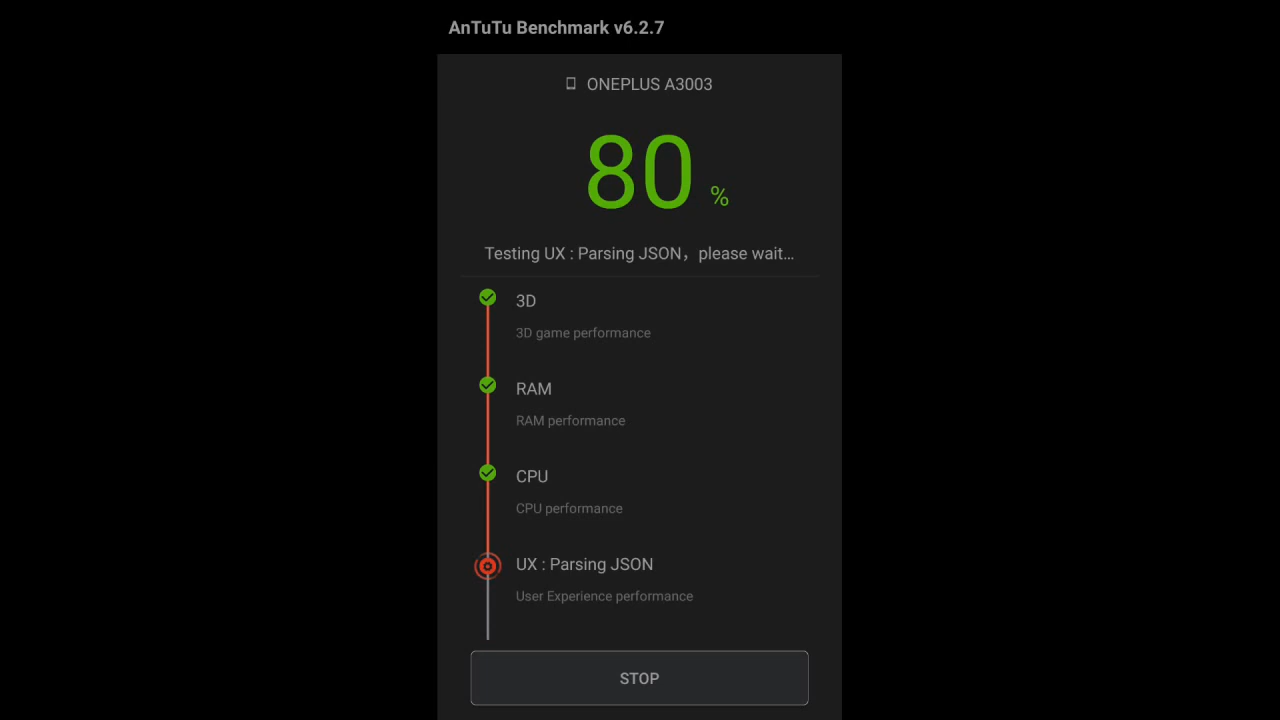 AnTuTu Benchmark v6.2.7
ONEPLUS A3003
80 %
Testing UX : Parsing JSON，please wait…
3D
3D game performance
RAM
RAM performance
CPU
CPU performance
UX : Parsing JSON
User Experience performance
STOP